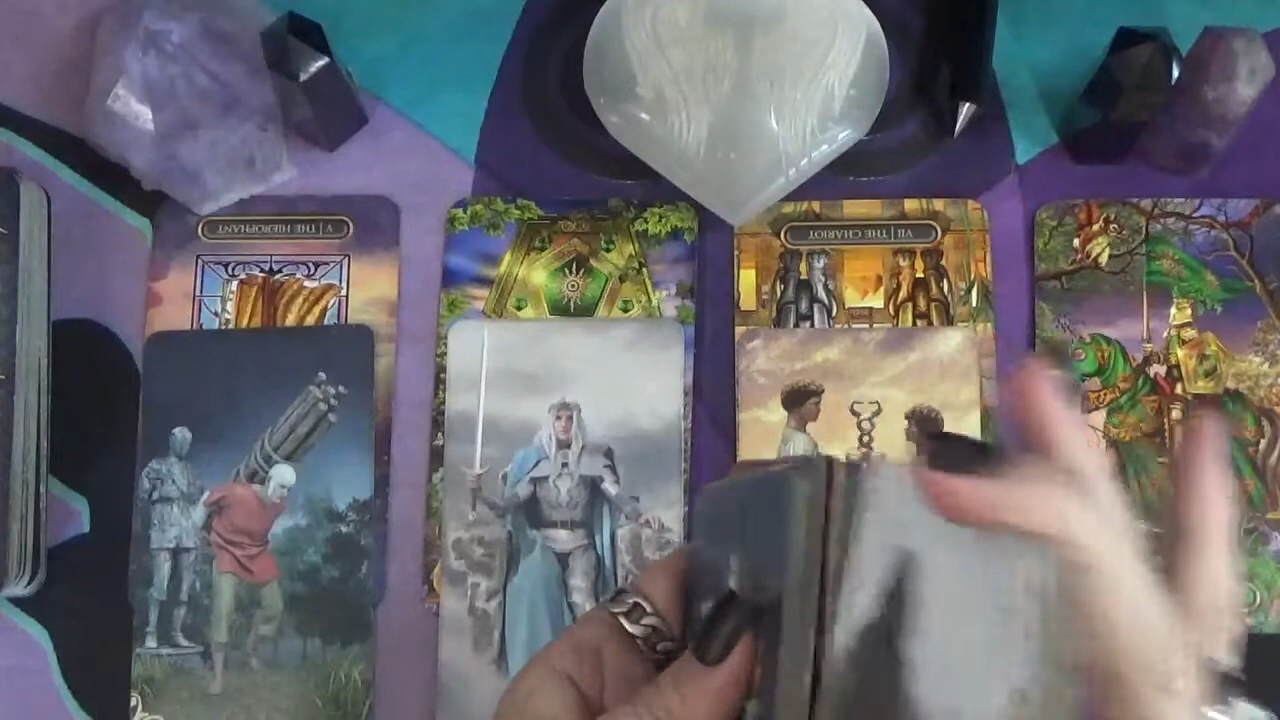 V | THE HIEROPHANT
VII | THE CHARIOT